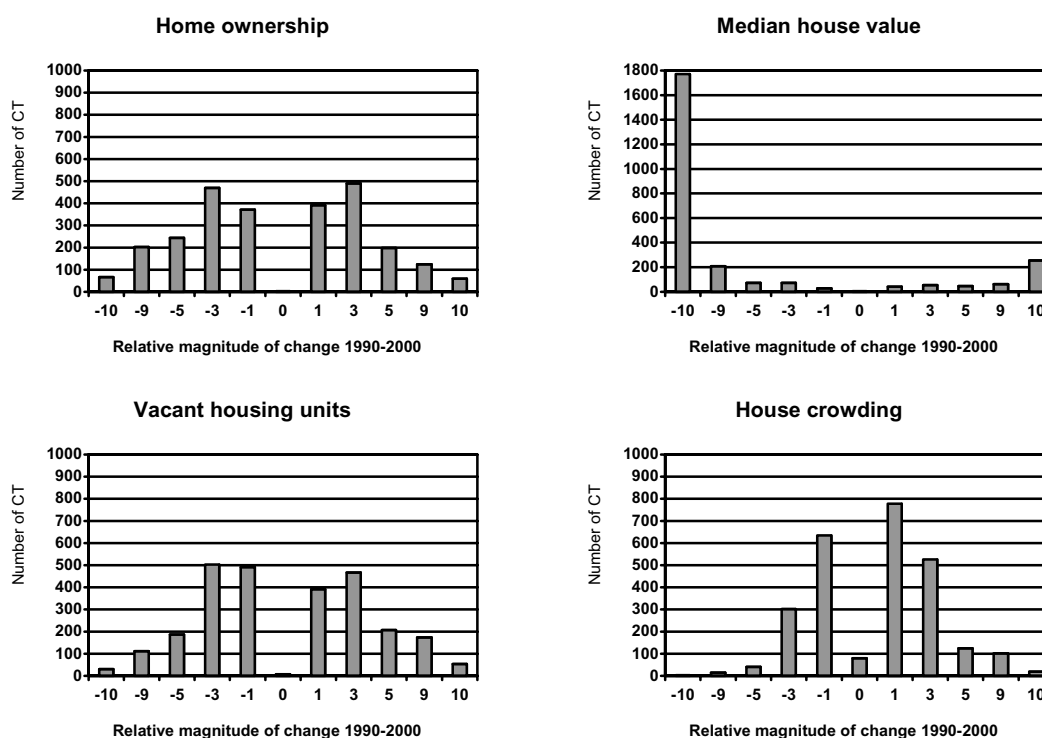 Home ownership
1000
900
800
700
600
500
400
300
200
100
0
Number of CT
-10 -9 -5 -3 -1 0 1 3 5 9 10
Relative magnitude of change 1990-2000
Median house value
1800
1600
1400
1200
1000
800
600
400
200
0
Number of CT
-10 -9 -5 -3 -1 0 1 3 5 9 10
Relative magnitude of change 1990-2000
Vacant housing units
1000
900
800
700
600
500
400
300
200
100
0
Number of CT
-10 -9 -5 -3 -1 0 1 3 5 9 10
Relative magnitude of change 1990-2000
House crowding
1000
900
800
700
600
500
400
300
200
100
0
Number of CT
-10 -9 -5 -3 -1 0 1 3 5 9 10
Relative magnitude of change 1990-2000